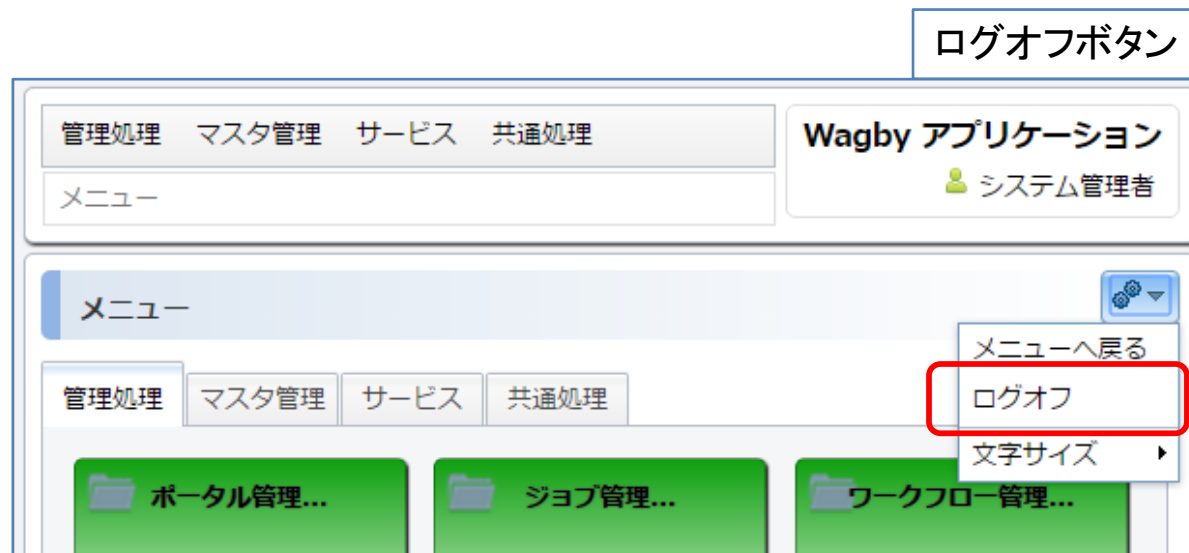 ログオフボタン
管理処理 マスタ管理 サービス 共通処理
Wagby アプリケーション
メニュー
システム管理者
メニュー
メニューへ戻る
ログオフ
文字サイズ
管理処理 マスタ管理 サービス 共通処理
ポータル管理... ジョブ管理... ワークフロー管理...